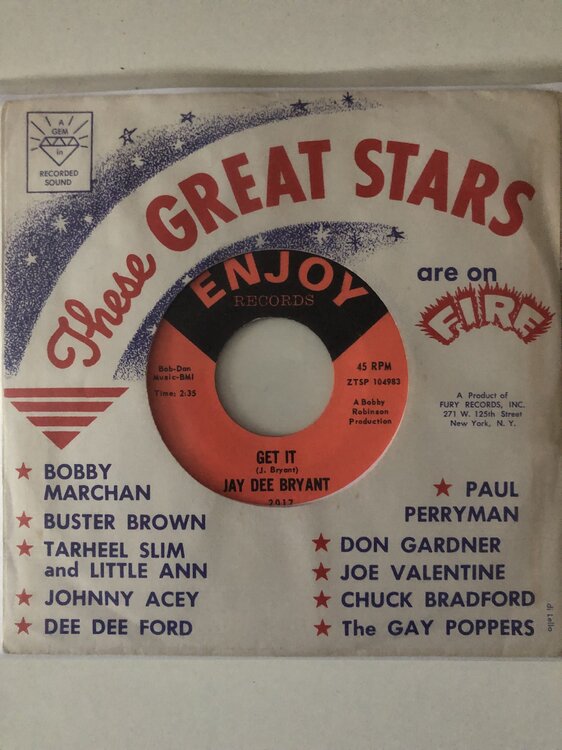 A
GEM
in
RECORDED
SOUND
These GREAT STARS
are on
FIRE
ENJOY
RECORDS
Bob-Dan
Music-BMI
Time: 2:35
45 RPM
ZTSP 104983
A Bobby
Robinson
Production
GET IT
(J. Bryant)
JAY DEE BRYANT
2017
A Product of
FURY RECORDS, INC.
271 W. 125th Street
New York, N. Y.
BOBBY
MARCHAN
BUSTER BROWN
TARHEEL SLIM
and LITTLE ANN
JOHNNY ACEY
DEE DEE FORD
PAUL
PERRYMAN
DON GARDNER
JOE VALENTINE
CHUCK BRADFORD
The GAY POPPERS
di Lello